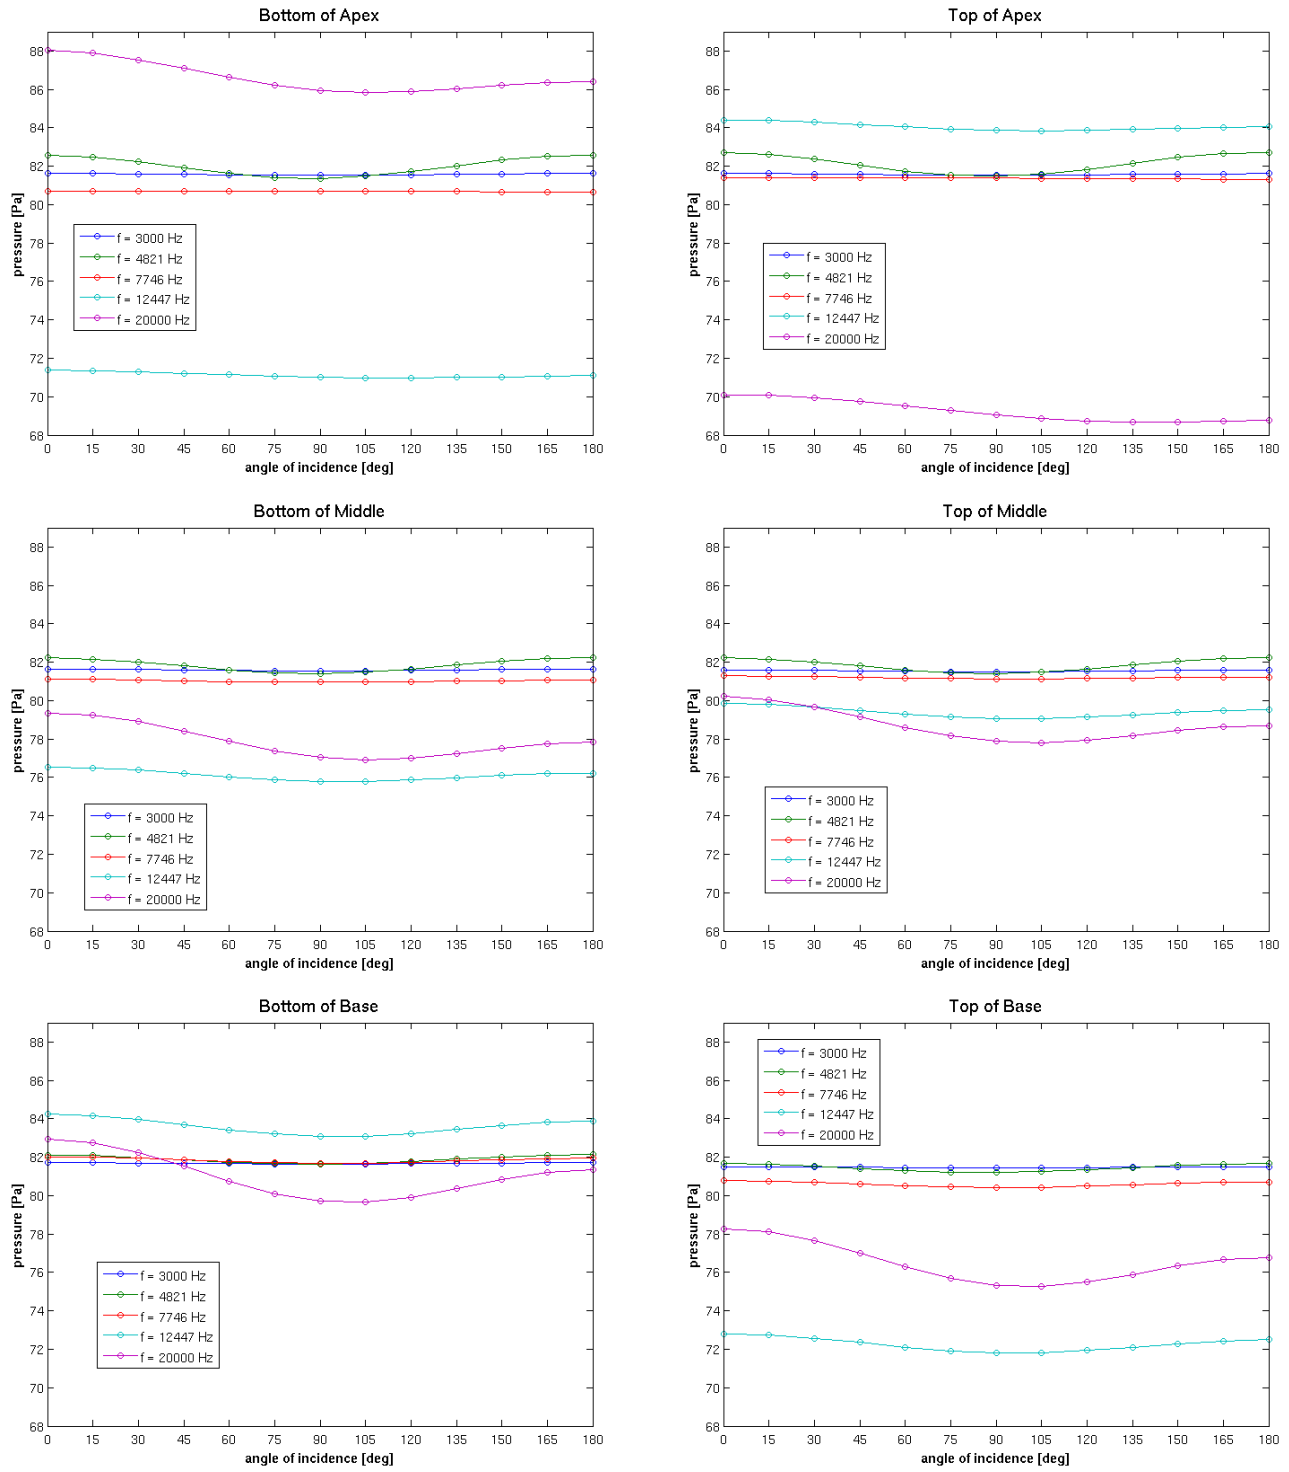 Bottom of Apex
88
86
84
82
80
78
76
74
72
70
68
pressure [Pa]
f = 3000 Hz
f = 4821 Hz
f = 7746 Hz
f = 12447 Hz
f = 20000 Hz
0 15 30 45 60 75 90 105 120 135 150 165 180
angle of incidence [deg]
Top of Apex
88
86
84
82
80
78
76
74
72
70
68
pressure [Pa]
f = 3000 Hz
f = 4821 Hz
f = 7746 Hz
f = 12447 Hz
f = 20000 Hz
0 15 30 45 60 75 90 105 120 135 150 165 180
angle of incidence [deg]
Bottom of Middle
88
86
84
82
80
78
76
74
72
70
68
pressure [Pa]
f = 3000 Hz
f = 4821 Hz
f = 7746 Hz
f = 12447 Hz
f = 20000 Hz
0 15 30 45 60 75 90 105 120 135 150 165 180
angle of incidence [deg]
Top of Middle
88
86
84
82
80
78
76
74
72
70
68
pressure [Pa]
f = 3000 Hz
f = 4821 Hz
f = 7746 Hz
f = 12447 Hz
f = 20000 Hz
0 15 30 45 60 75 90 105 120 135 150 165 180
angle of incidence [deg]
Bottom of Base
88
86
84
82
80
78
76
74
72
70
68
pressure [Pa]
f = 3000 Hz
f = 4821 Hz
f = 7746 Hz
f = 12447 Hz
f = 20000 Hz
0 15 30 45 60 75 90 105 120 135 150 165 180
angle of incidence [deg]
Top of Base
88
86
84
82
80
78
76
74
72
70
68
pressure [Pa]
f = 3000 Hz
f = 4821 Hz
f = 7746 Hz
f = 12447 Hz
f = 20000 Hz
0 15 30 45 60 75 90 105 120 135 150 165 180
angle of incidence [deg]